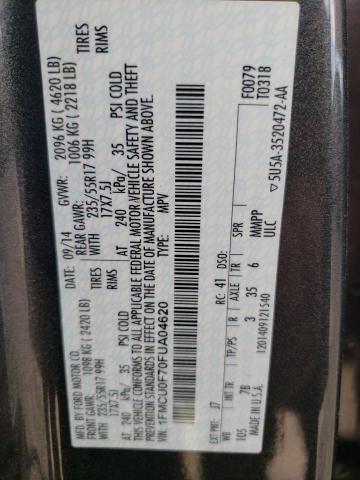 MFD. BY FORD MOTOR CO.
DATE: 09/14 GVWR: 2096 KG ( 4620 LB)
FRONT GAWR: 1098 KG ( 2420 LB) REAR GAWR: 1006 KG ( 2218 LB)
235/55R17 99H WITH 235/55R17 99H TIRES
17X7.5J RIMS 17X7.5J RIMS
AT 240 kPa/ 35 PSI COLD AT 240 kPa/ 35 PSI COLD
THIS VEHICLE CONFORMS TO ALL APPLICABLE FEDERAL MOTOR VEHICLE SAFETY AND THEFT
PREVENTION STANDARDS IN EFFECT ON THE DATE OF MANUFACTURE SHOWN ABOVE.
VIN: 1FMCU0F70FUA04620
TYPE: MPV
F0079
T0318
EXT PNT: J7 RC: 41 DSO:
WB INT TR TP/PS R AXLE TR SPR
105 7B 3 35 6 MMPP
ULC
MADE IN U.S.A. 1201409121540 ▽5U5A-3520472-AA